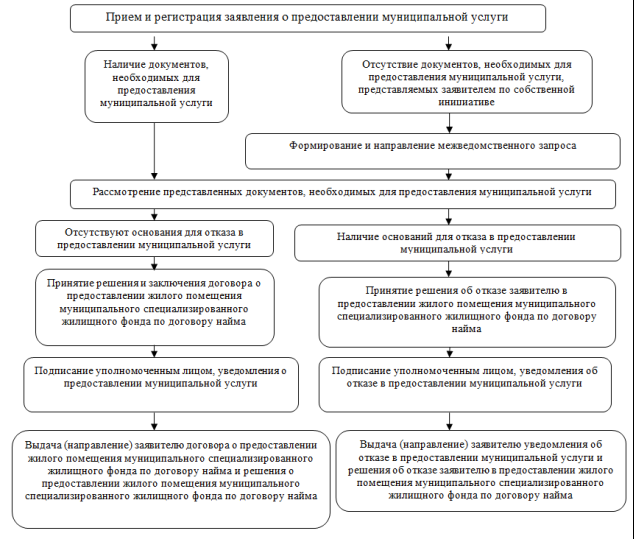 Прием и регистрация заявления о предоставлении муниципальной услуги
Наличие документов,
необходимых для
предоставления
муниципальной услуги
Отсутствие документов, необходимых для
предоставления муниципальной услуги,
представляемых заявителем по собственной
инициативе
Формирование и направление межведомственного запроса
Рассмотрение представленных документов, необходимых для предоставления муниципальной услуги
Отсутствуют основания для отказа в
предоставлении муниципальной услуги
Наличие оснований для отказа в предоставлении
муниципальной услуги
Принятие решения и заключения договора о
предоставлении жилого помещения
муниципального специализированного
жилищного фонда по договору найма
Принятие решения об отказе заявителю в
предоставлении жилого помещения муниципального
специализированного жилищного фонда по договору
найма
Подписание уполномоченным лицом, уведомления о
предоставлении муниципальной услуги
Подписание уполномоченным лицом, уведомления об
отказе в предоставлении муниципальной услуги
Выдача (направление) заявителю договора о предоставлении
жилого помещения муниципального специализированного
жилищного фонда по договору найма и решения о
предоставлении жилого помещения муниципального
специализированного жилищного фонда по договору найма
Выдача (направление) заявителю уведомления об
отказе в предоставлении муниципальной услуги и
решения об отказе заявителю в предоставлении жилого
помещения муниципального специализированного
жилищного фонда по договору найма